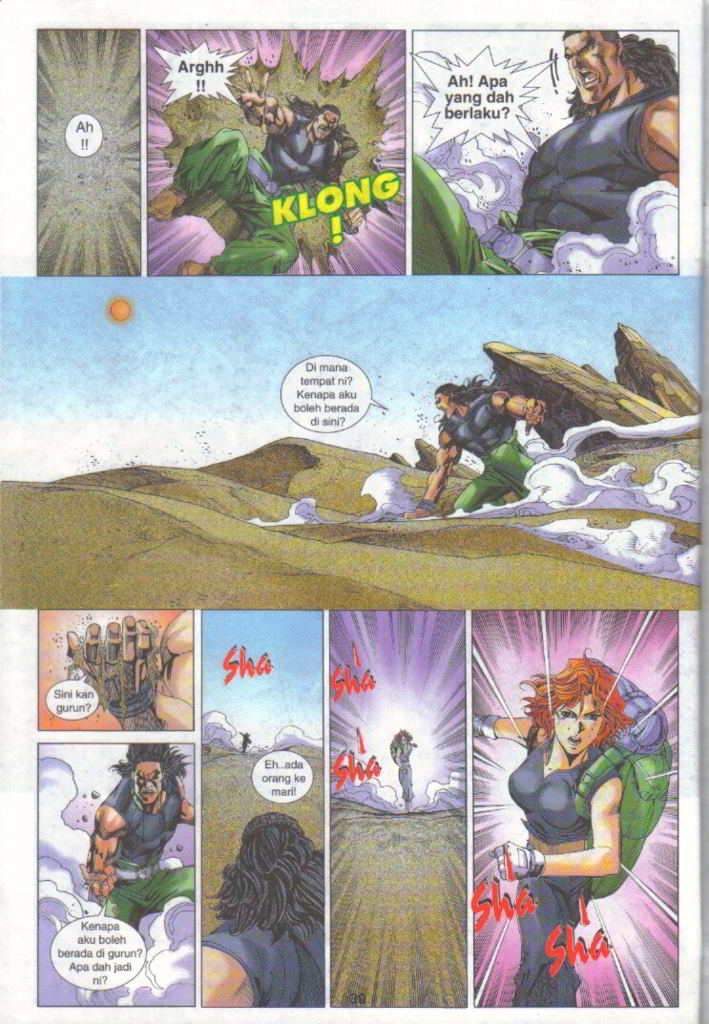 Ah
!!
Arghh
!!
KLONG
!
Ah! Apa
yang dah
berlaku?
Di mana
tempat ni?
Kenapa aku
boleh berada
di sini?
Sini kan
gurun?
Kenapa
aku boleh
berada di gurun?
Apa dah jadi
ni?
Sha
Eh..ada
orang ke
mari!
Sha
Sha
Sha
Sha
30